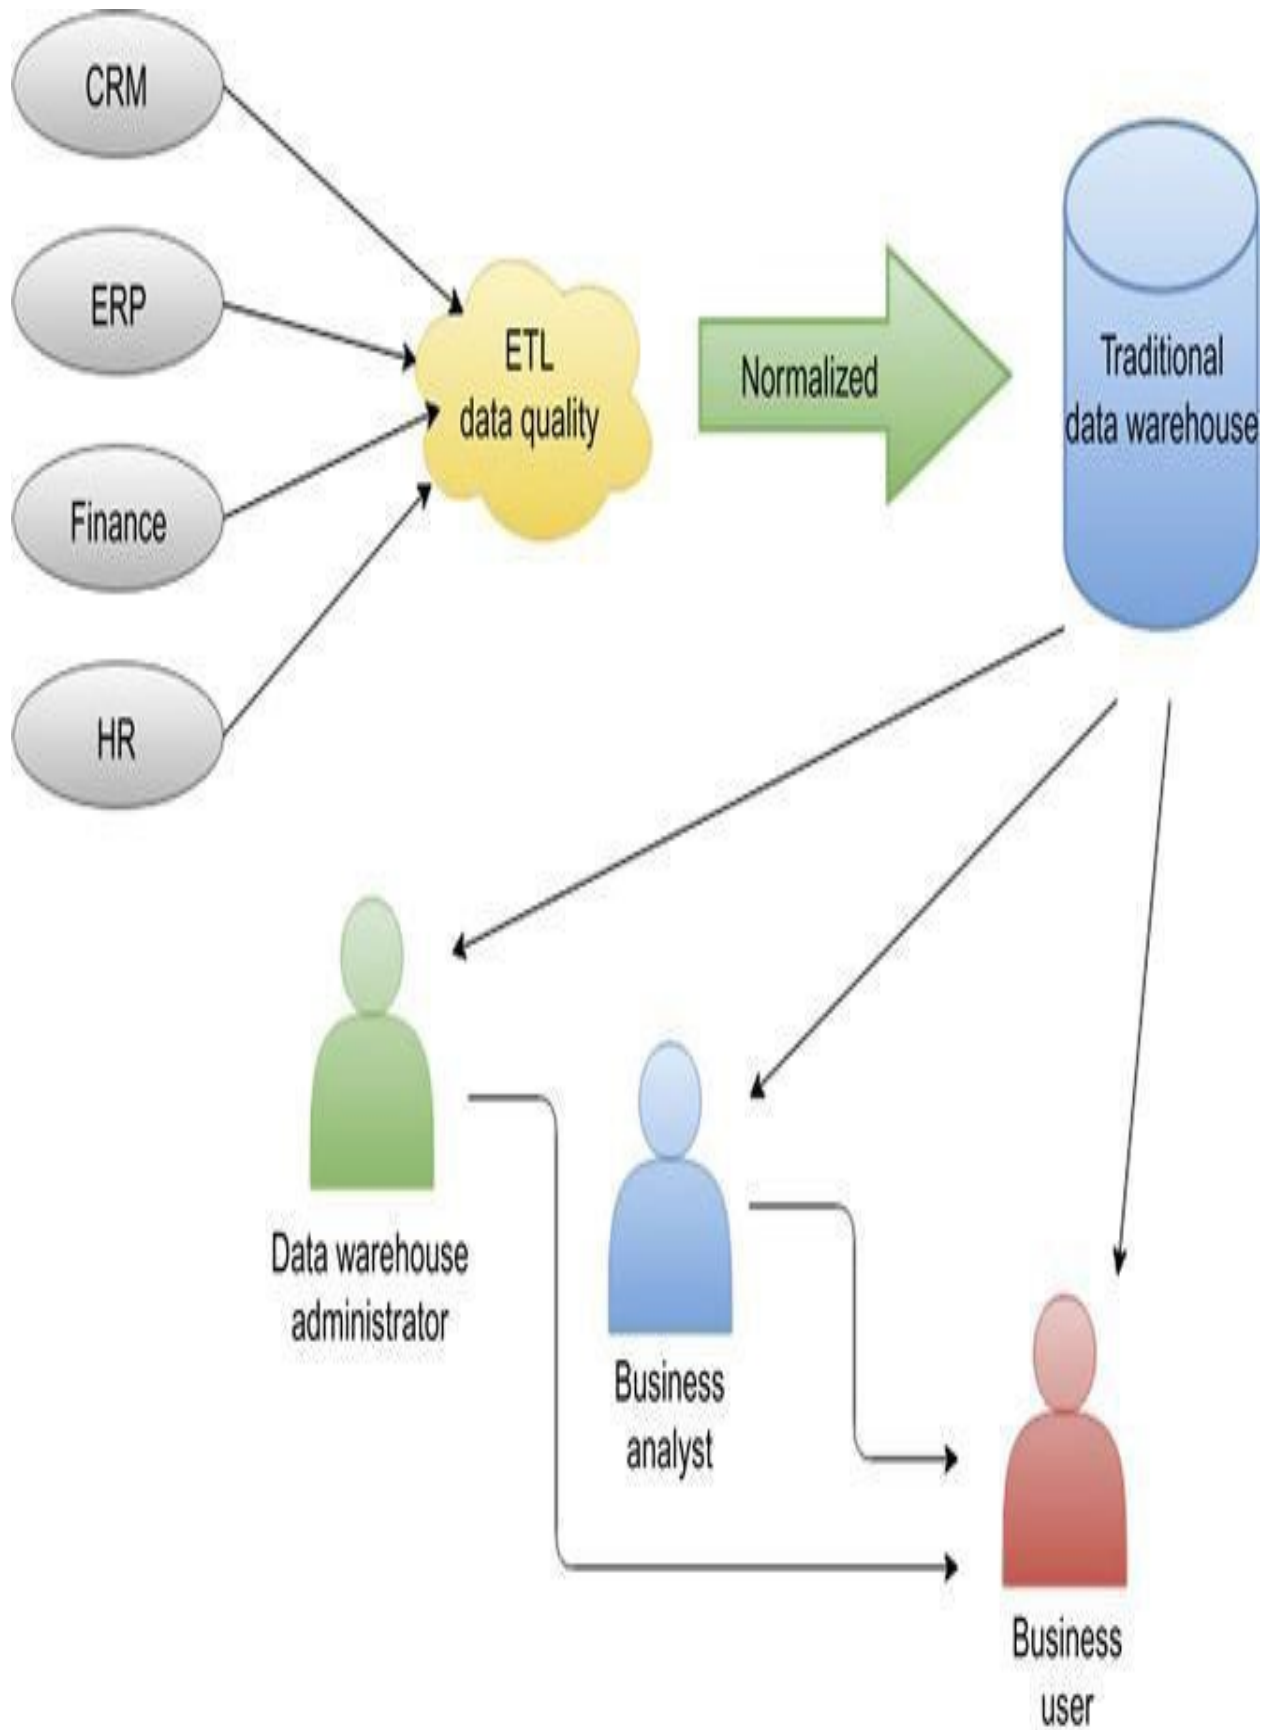 CRM
ERP
Finance
HR
ETL
data quality
Normalized
Traditional
data warehouse
Data warehouse
administrator
Business
analyst
Business
user